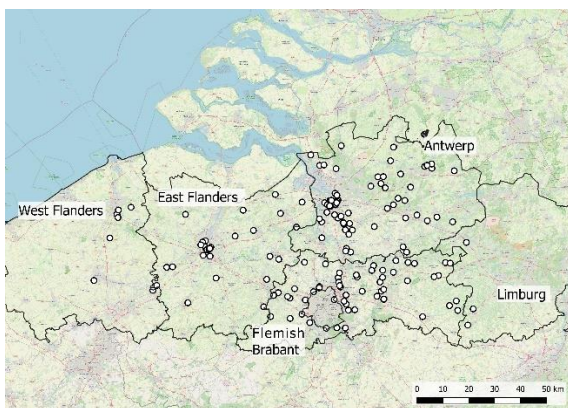 Antwerp
East Flanders
West Flanders
Limburg
Flemish
Brabant
0 10 20 30 40 50 km